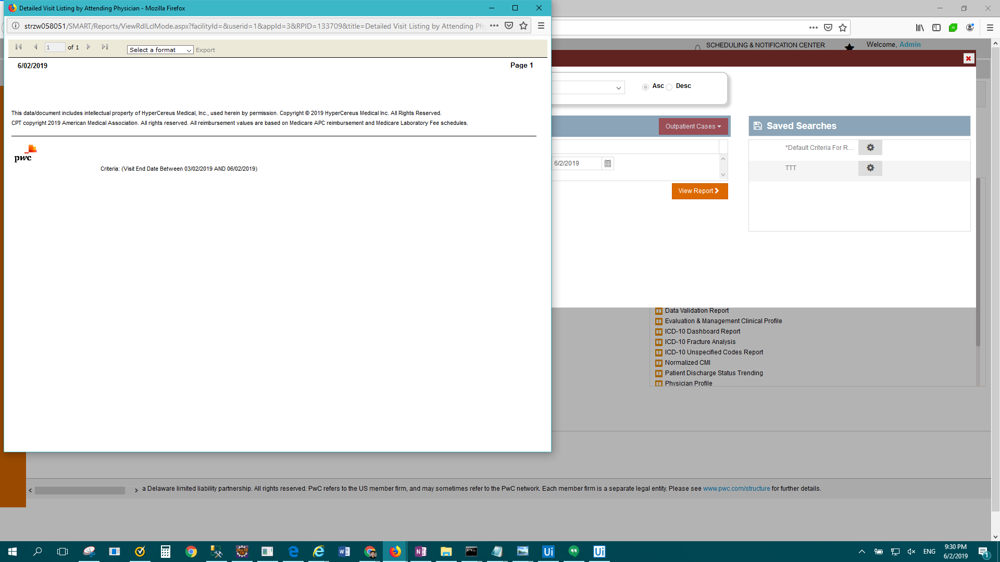 Detailed Visit Listing by Attending Physician - Mozilla Firefox
strzw058051/SMART/Reports/ViewRdlLclMode.aspx?facilityId=&userid=1&appId=3&RPID=133709&title=Detailed Visit Listing by Attending Ph
1 of 1 Select a format Export
6/02/2019 Page 1
This data/document includes intellectual property of HyperCereus Medical, Inc., used herein by permission. Copyright © 2019 HyperCereus Medical Inc. All Rights Reserved.
CPT copyright 2019 American Medical Association. All rights reserved. All reimbursement values are based on Medicare APC reimbursement and Medicare Laboratory Fee schedules.
pwc
Criteria: (Visit End Date Between 03/02/2019 AND 06/02/2019)
SCHEDULING & NOTIFICATION CENTER Welcome, Admin
Asc Desc
Outpatient Cases
Saved Searches
*Default Criteria For R...
6/2/2019
TTT
View Report
Data Validation Report
Evaluation & Management Clinical Profile
ICD-10 Dashboard Report
ICD-10 Fracture Analysis
ICD-10 Unspecified Codes Report
Normalized CMI
Patient Discharge Status Trending
Physician Profile
a Delaware limited liability partnership. All rights reserved. PwC refers to the US member firm, and may sometimes refer to the PwC network. Each member firm is a separate legal entity. Please see www.pwc.com/structure for further details.
ENG
9:30 PM
6/2/2019
1